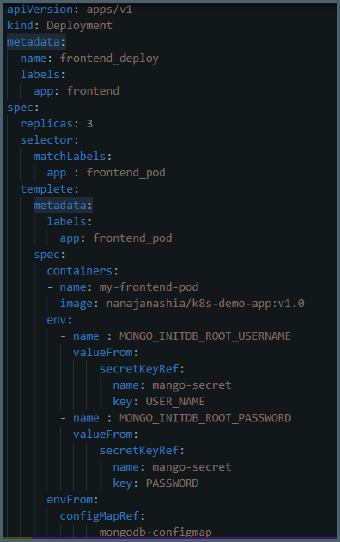 apiVersion: apps/v1
kind: Deployment
metadata:
  name: frontend_deploy
  labels:
    app: frontend
spec:
  replicas: 3
  selector:
    matchLabels:
      app : frontend_pod
  templete:
    metadata:
      labels:
        app: frontend_pod
    spec:
      containers:
      - name: my-frontend-pod
        image: nanajanashia/k8s-demo-app:v1.0
      env:
        - name : MONGO_INITDB_ROOT_USERNAME
          valueFrom:
              secretKeyRef:
                name: mango-secret
                key: USER_NAME
        - name : MONGO_INITDB_ROOT_PASSWORD
          valueFrom:
              secretKeyRef:
                name: mango-secret
                key: PASSWORD
      envFrom:
        configMapRef:
              mongodb-configmap